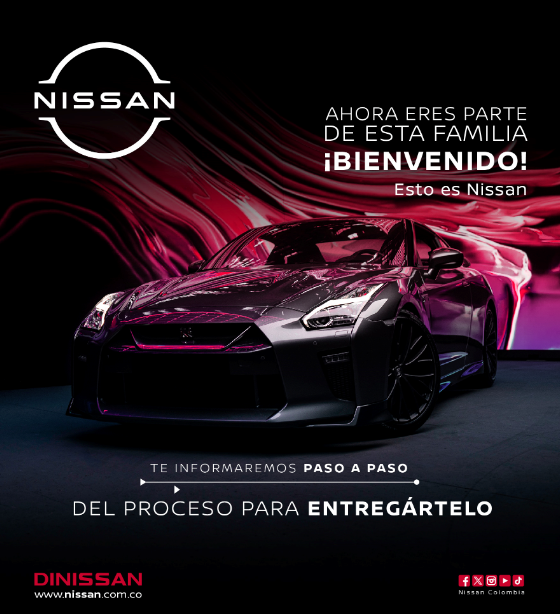 NISSAN
AHORA ERES PARTE
DE ESTA FAMILIA
¡BIENVENIDO!
Esto es Nissan
TE INFORMAREMOS PASO A PASO
DEL PROCESO PARA ENTREGÁRTELO
DINISSAN
www.nissan.com.co
Nissan Colombia